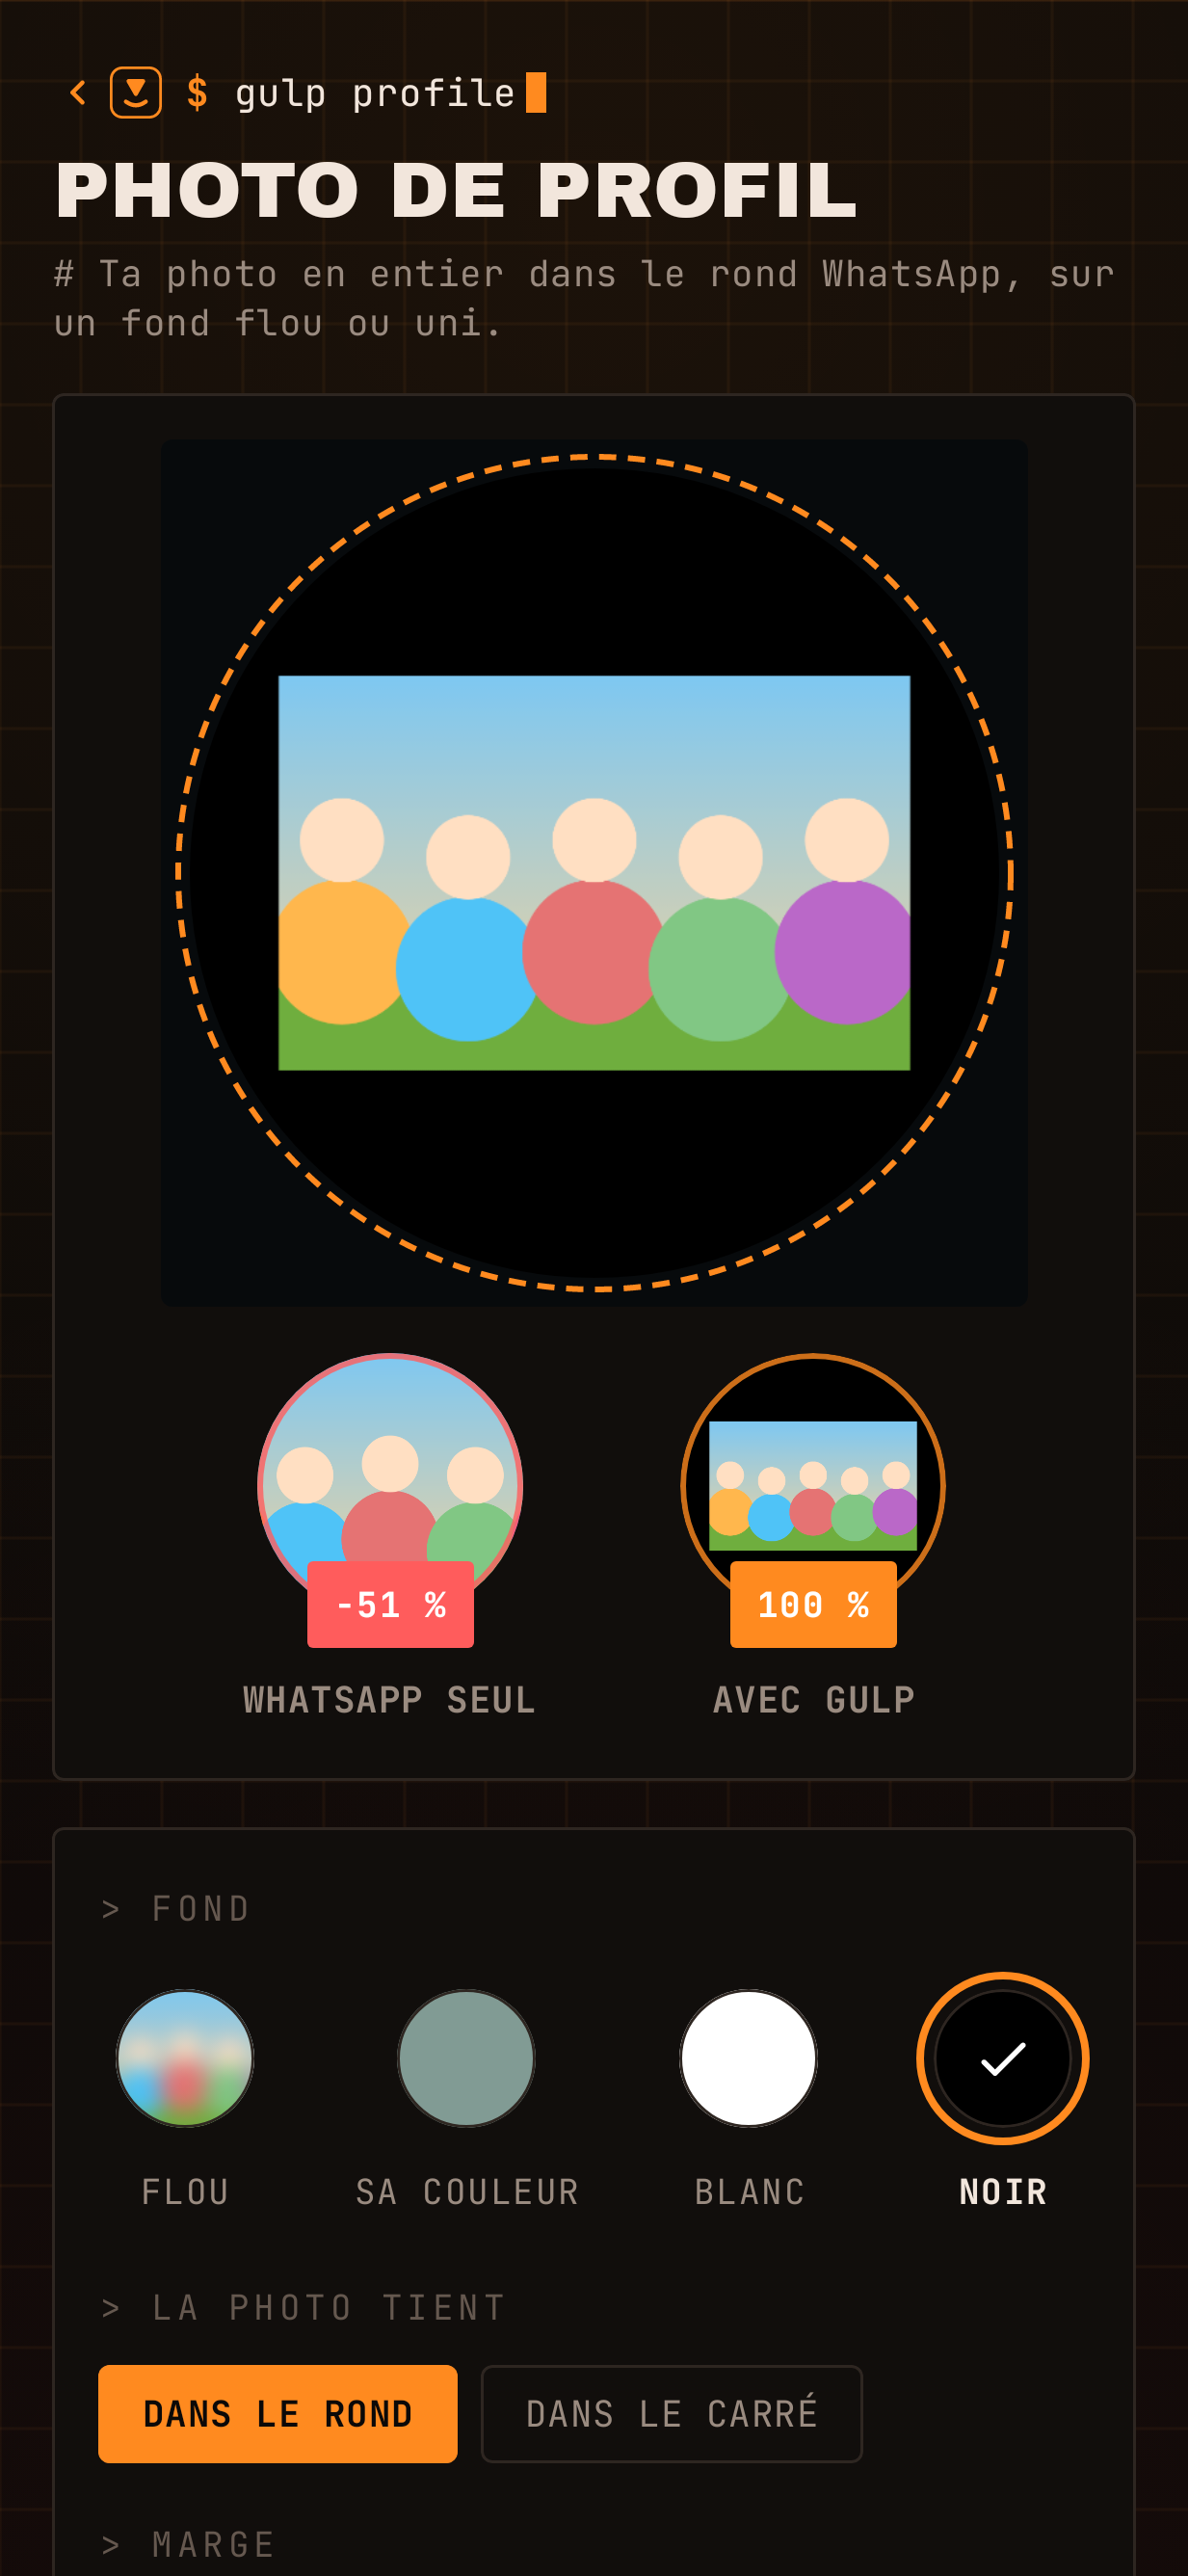 $ gulp profile
PHOTO DE PROFIL
# Ta photo en entier dans le rond WhatsApp, sur
un fond flou ou uni.
-51 %
100 %
WHATSAPP SEUL
AVEC GULP
> FOND
FLOU
SA COULEUR
BLANC
NOIR
> LA PHOTO TIENT
DANS LE ROND
DANS LE CARRÉ
> MARGE